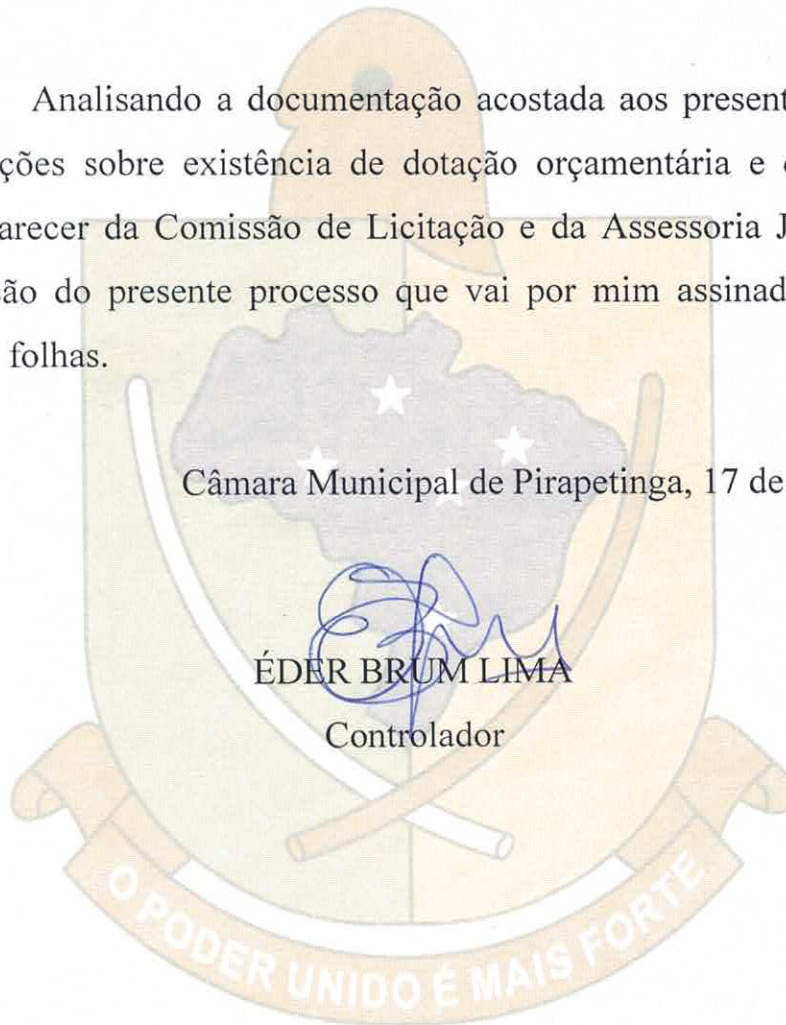 Analisando a documentação acostada aos present
ções sobre existência de dotação orçamentária e
arecer da Comissão de Licitação e da Assessoria J
são do presente processo que vai por mim assinad
folhas.
Câmara Municipal de Pirapetinga, 17 de
ÉDER BRUM LIMA
Controlador
O PODER UNIDO É MAIS FORTE